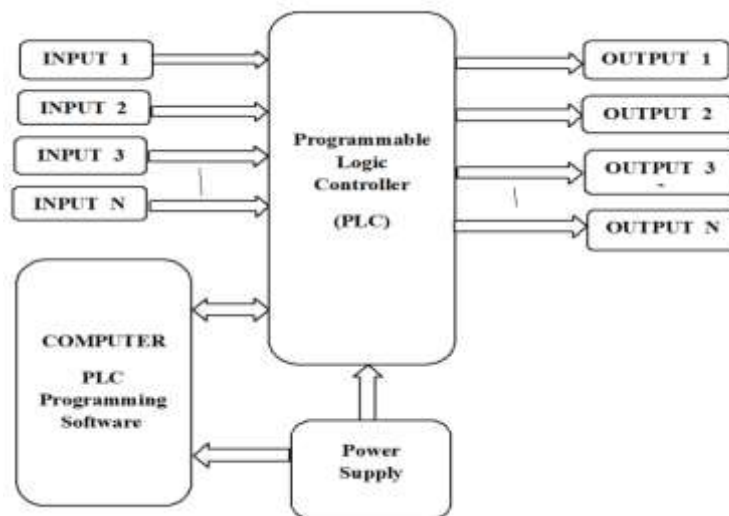 INPUT 1
INPUT 2
INPUT 3
INPUT N
Programmable
Logic
Controller
(PLC)
OUTPUT 1
OUTPUT 2
OUTPUT 3
OUTPUT N
COMPUTER
PLC
Programming
Software
Power
Supply